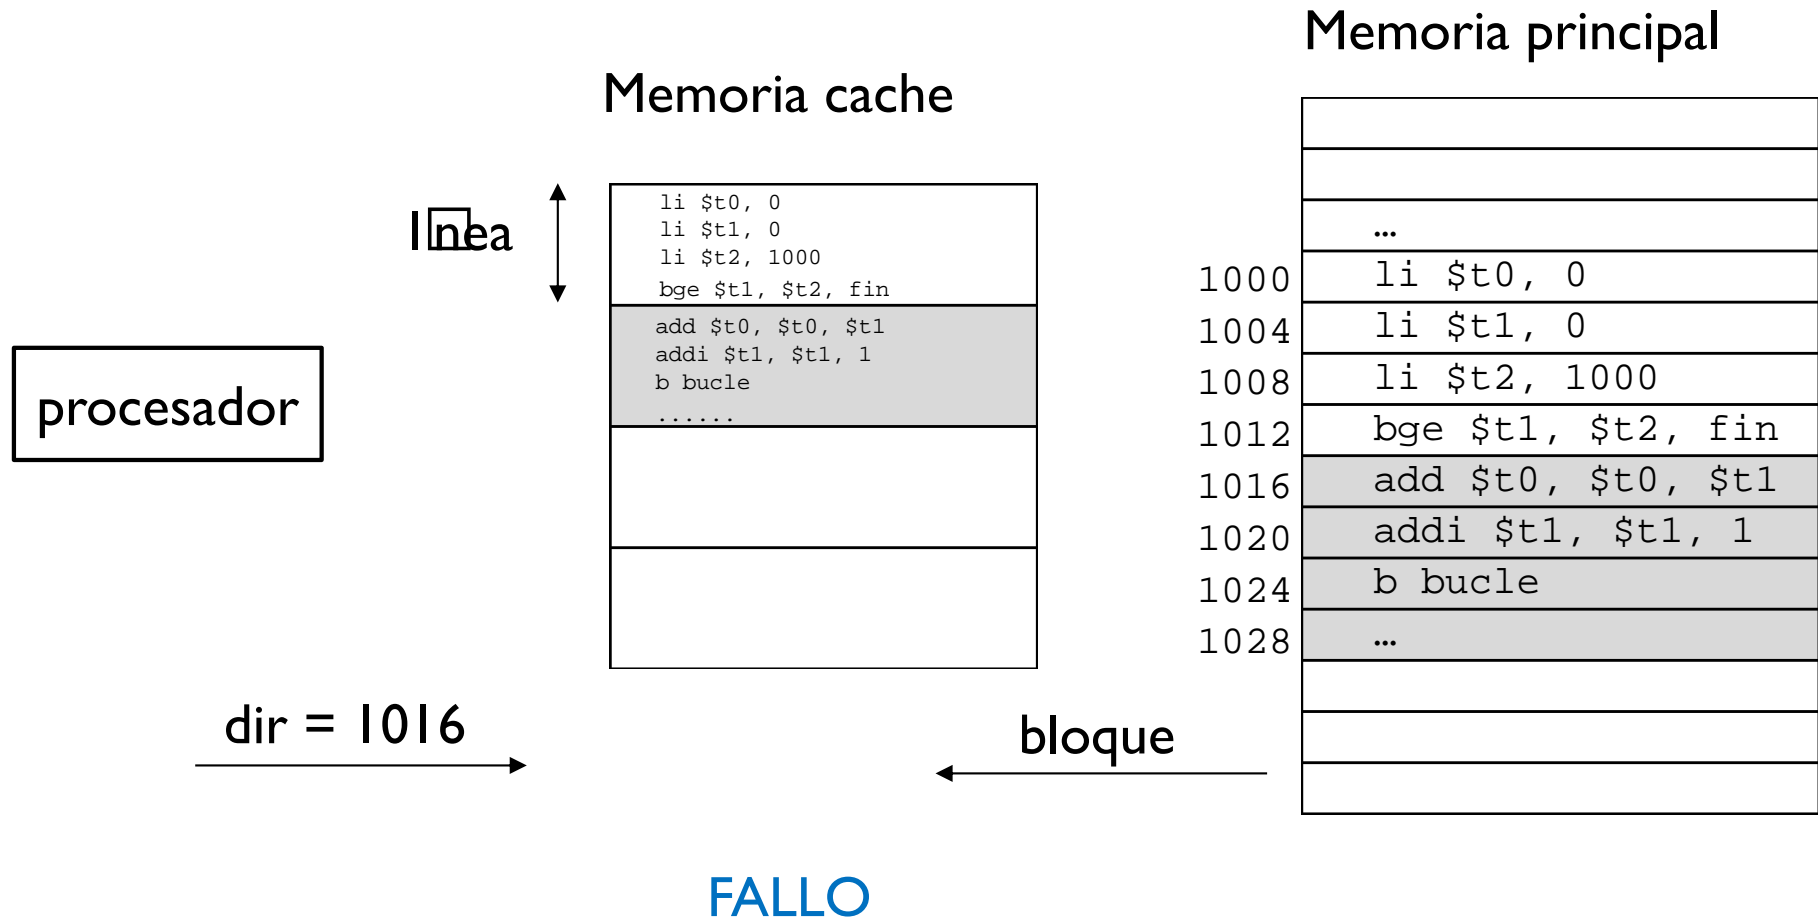 Memoria principal
Memoria cache
lnea
li $t0, 0
li $t1, 0
li $t2, 1000
bge $t1, $t2, fin
add $t0, $t0, $t1
addi $t1, $t1, 1
b bucle
......
procesador
…
1000 li $t0, 0
1004 li $t1, 0
1008 li $t2, 1000
1012 bge $t1, $t2, fin
1016 add $t0, $t0, $t1
1020 addi $t1, $t1, 1
1024 b bucle
1028 …
dir = 1016
bloque
FALLO